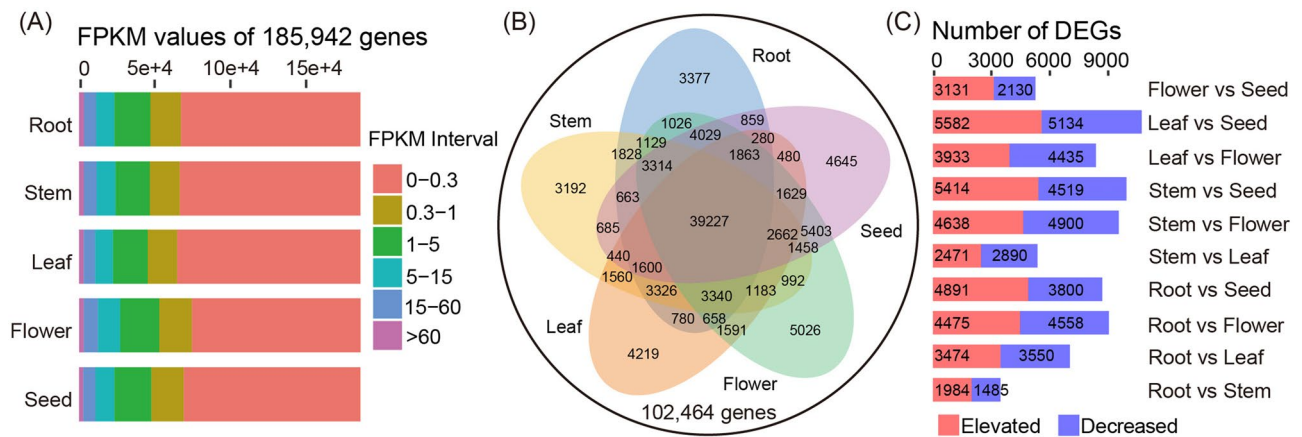 (A)
FPKM values of 185,942 genes
0 5e+4 10e+4 15e+4
Root
Stem
Leaf
Flower
Seed
FPKM Interval
0−0.3
0.3−1
1−5
5−15
15−60
>60
(B)
Root
3377
Stem
1026
859
4029
280
1129
1828
1863
480
3314
4645
3192
663
1629
39227
685
Seed
2662
5403
1458
440
1600
1560
992
3326
3340
1183
Leaf
780
658
1591
5026
4219
Flower
102,464 genes
(C)
Number of DEGs
0 3000 6000 9000
3131 2130 Flower vs Seed
5582 5134 Leaf vs Seed
3933 4435 Leaf vs Flower
5414 4519 Stem vs Seed
4638 4900 Stem vs Flower
2471 2890 Stem vs Leaf
4891 3800 Root vs Seed
4475 4558 Root vs Flower
3474 3550 Root vs Leaf
1984 1485 Root vs Stem
Elevated Decreased